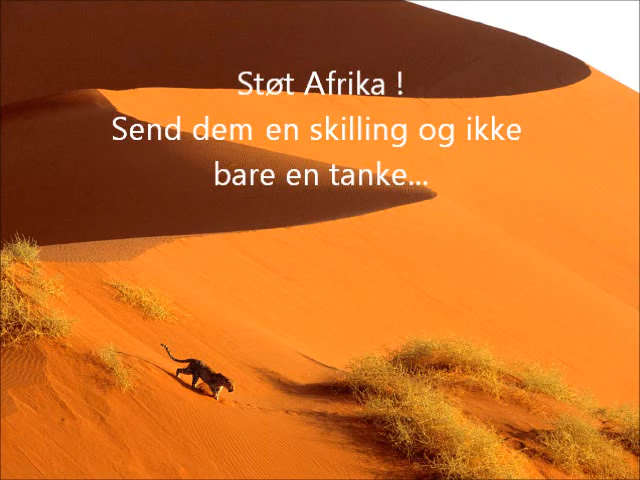 Støt Afrika !
Send dem en skilling og ikke
bare en tanke...